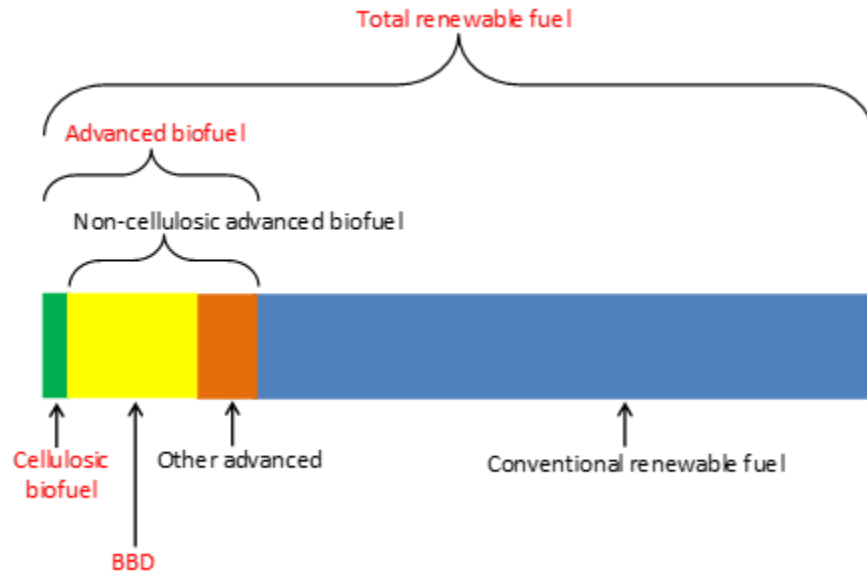 Total renewable fuel
Advanced biofuel
Non-cellulosic advanced biofuel
Cellulosic
biofuel
Other advanced
Conventional renewable fuel
BBD